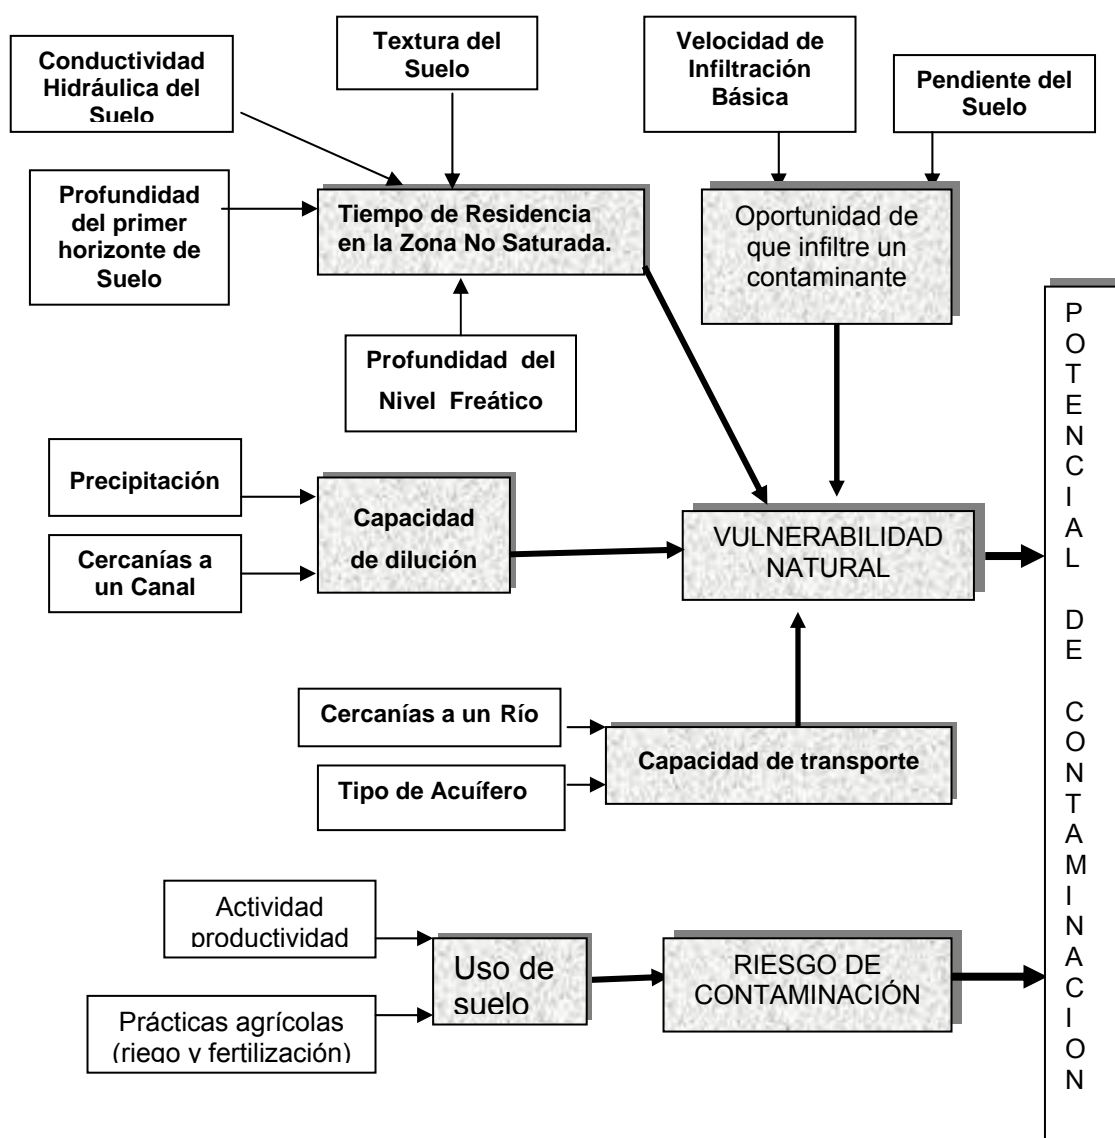 Conductividad
Hidráulica del
Suelo
Textura del
Suelo
Velocidad de
Infiltración
Básica
Pendiente del
Suelo
Profundidad
del primer
horizonte de
Suelo
Tiempo de Residencia
en la Zona No Saturada.
Oportunidad de
que infiltre un
contaminante
Profundidad del
Nivel Freático
Precipitación
Cercanías a
un Canal
Capacidad
de dilución
VULNERABILIDAD
NATURAL
Cercanías a un Río
Tipo de Acuífero
Capacidad de transporte
Actividad
productividad
Prácticas agrícolas
(riego y fertilización)
Uso de
suelo
RIESGO DE
CONTAMINACIÓN
POTENCIAL DE CONTAMINACION